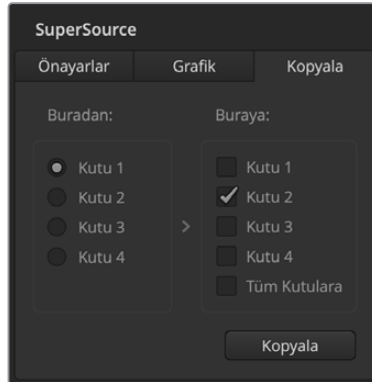 SuperSource
Önayarlar Grafik Kopyala
Buradan: Buraya:
Kutu 1 Kutu 1
Kutu 2 Kutu 2
Kutu 3 > Kutu 3
Kutu 4 Kutu 4
Tüm Kutulara
Kopyala